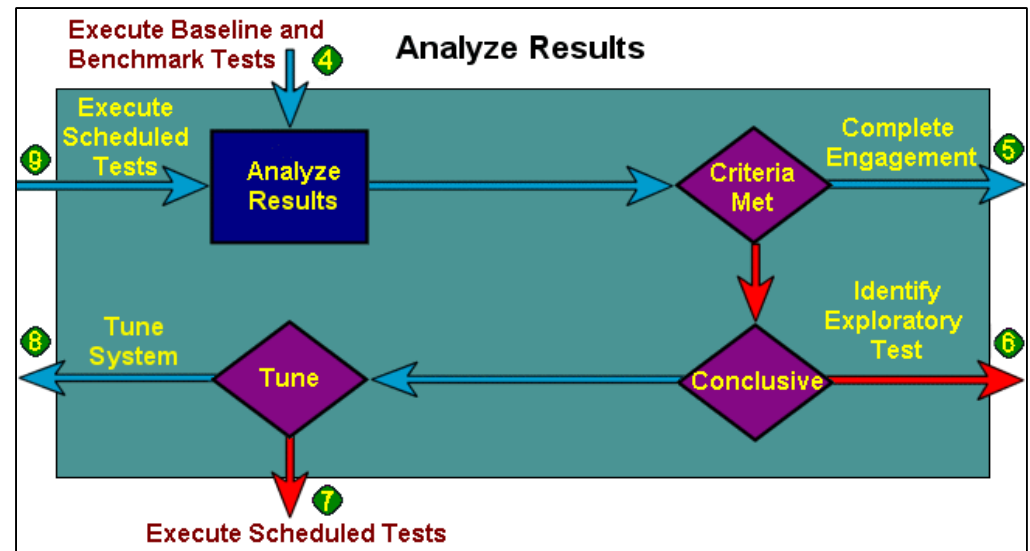 Execute Baseline and
Benchmark Tests
4
Analyze Results
Execute
Scheduled
Tests
9
Analyze
Results
Criteria
Met
Complete
Engagement
5
8
Tune
System
Tune
Conclusive
Identify
Exploratory
Test
6
7
Execute Scheduled Tests